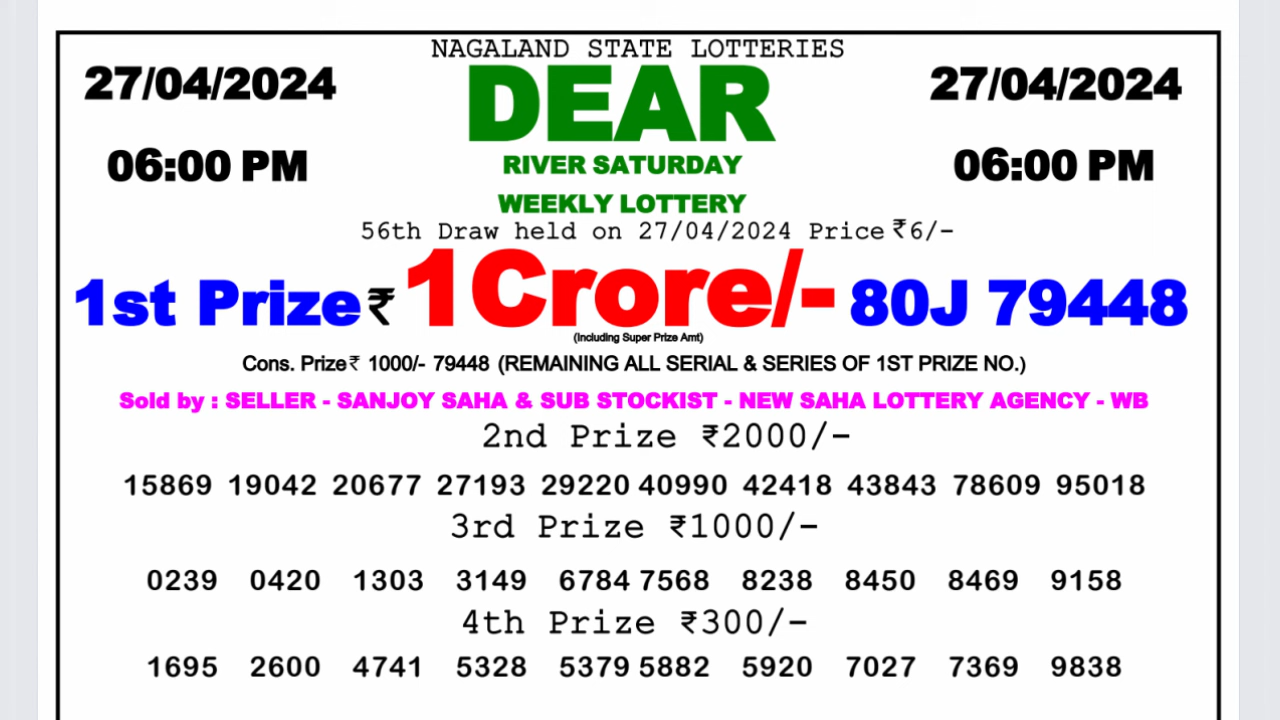 NAGALAND STATE LOTTERIES
27/04/2024 DEAR 27/04/2024
06:00 PM RIVER SATURDAY 06:00 PM
WEEKLY LOTTERY
56th Draw held on 27/04/2024 Price ₹6/-
1st Prize ₹ 1Crore/- 80J 79448
(Including Super Prize Amt)
Cons. Prize ₹ 1000/- 79448 (REMAINING ALL SERIAL & SERIES OF 1ST PRIZE NO.)
Sold by : SELLER - SANJOY SAHA & SUB STOCKIST - NEW SAHA LOTTERY AGENCY - WB
2nd Prize ₹2000/-
15869 19042 20677 27193 29220 40990 42418 43843 78609 95018
3rd Prize ₹1000/-
0239 0420 1303 3149 6784 7568 8238 8450 8469 9158
4th Prize ₹300/-
1695 2600 4741 5328 5379 5882 5920 7027 7369 9838